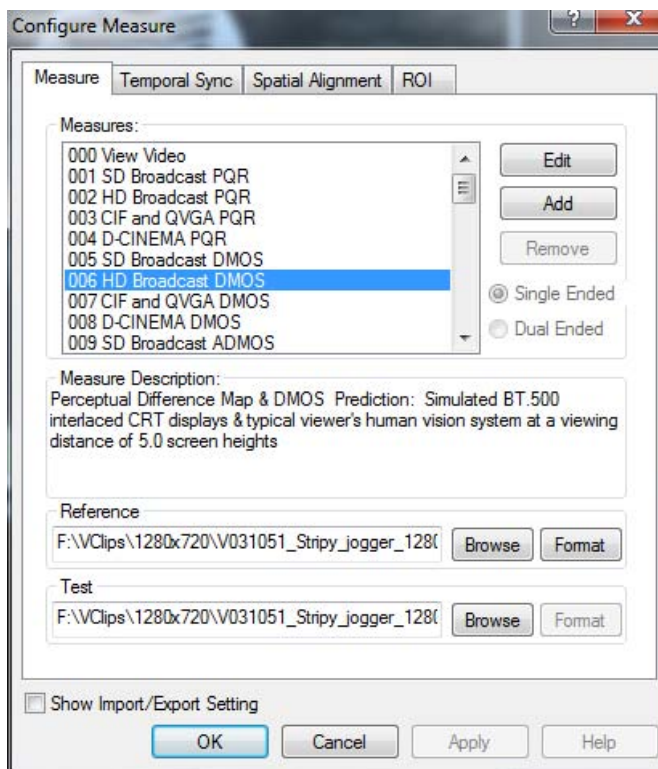 Configure Measure
?
X
Measure
Temporal Sync
Spatial Alignment
ROI
Measures:
000 View Video
001 SD Broadcast PQR
002 HD Broadcast PQR
003 CIF and QVGA PQR
004 D-CINEMA PQR
005 SD Broadcast DMOS
006 HD Broadcast DMOS
007 CIF and QVGA DMOS
008 D-CINEMA DMOS
009 SD Broadcast ADMOS
Edit
Add
Remove
Single Ended
Dual Ended
Measure Description:
Perceptual Difference Map & DMOS Prediction: Simulated BT.500
interlaced CRT displays & typical viewer's human vision system at a viewing
distance of 5.0 screen heights
Reference
F:\VClips\1280x720\V031051_Stripy_jogger_128(
Browse
Format
Test
F:\VClips\1280x720\V031051_Stripy_jogger_128(
Browse
Format
Show Import/Export Setting
OK
Cancel
Apply
Help